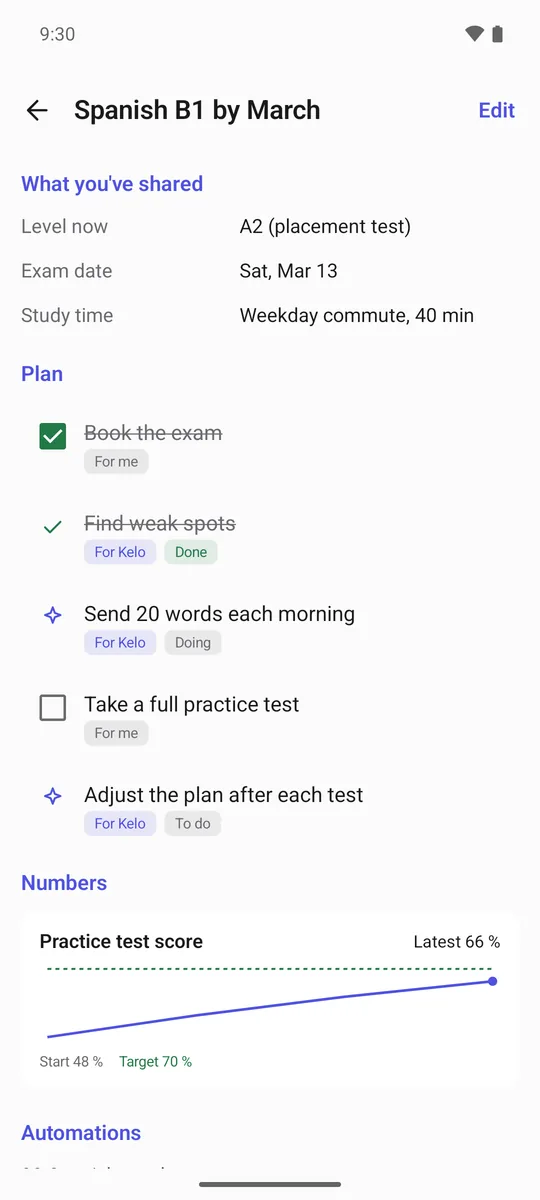 9:30
Spanish B1 by March
Edit
What you've shared
Level now
A2 (placement test)
Exam date
Sat, Mar 13
Study time
Weekday commute, 40 min
Plan
Book the exam
For me
Find weak spots
For Kelo
Done
Send 20 words each morning
For Kelo
Doing
Take a full practice test
For me
Adjust the plan after each test
For Kelo
To do
Numbers
Practice test score
Latest 66 %
Start 48 %
Target 70 %
Automations